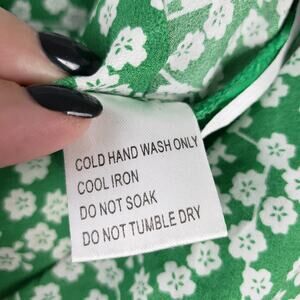 COLD HAND WASH ONLY
COOL IRON
DO NOT SOAK
DO NOT TUMBLE DRY